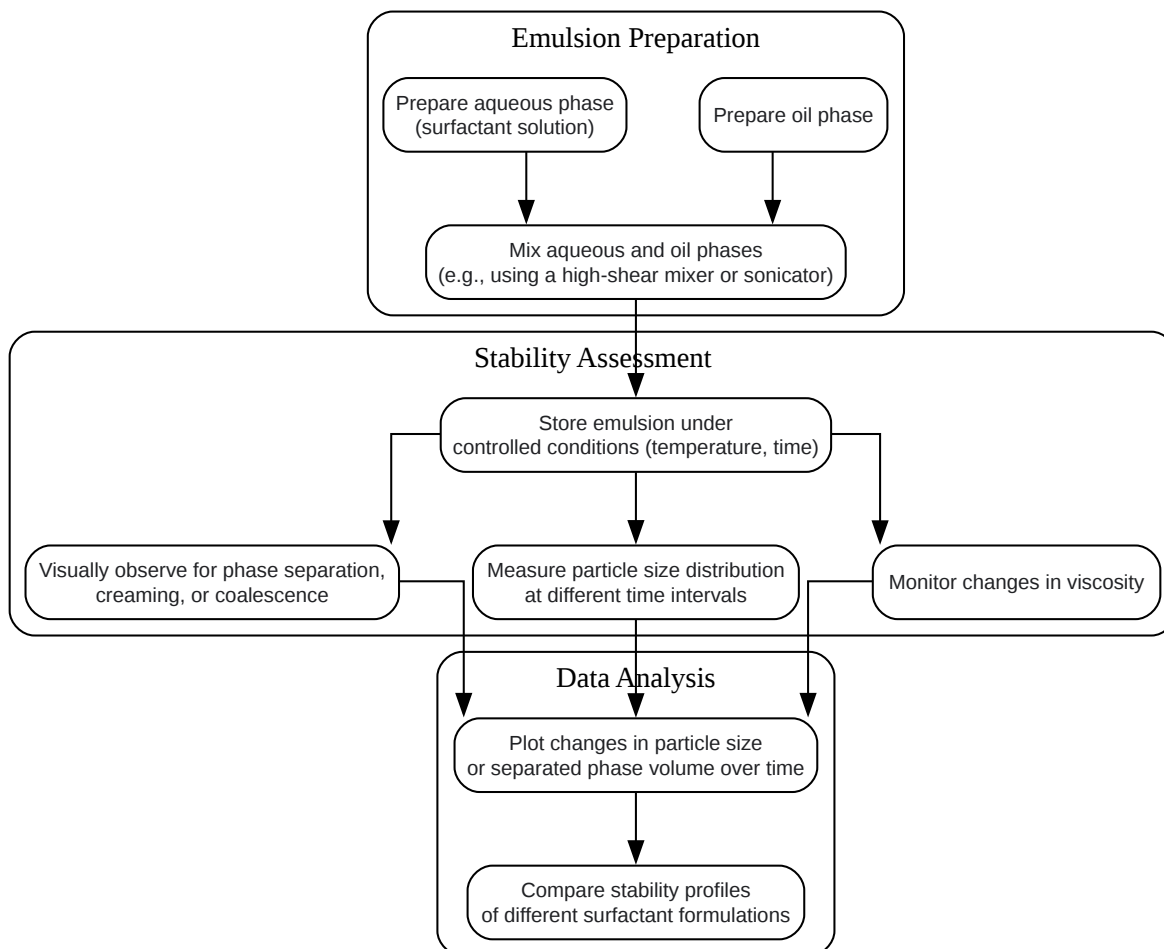 Emulsion Preparation
Prepare aqueous phase
(surfactant solution)
Prepare oil phase
Mix aqueous and oil phases
(e.g., using a high-shear mixer or sonicator)
Stability Assessment
Store emulsion under
controlled conditions (temperature, time)
Visually observe for phase separation,
creaming, or coalescence
Measure particle size distribution
at different time intervals
Monitor changes in viscosity
Data Analysis
Plot changes in particle size
or separated phase volume over time
Compare stability profiles
of different surfactant formulations